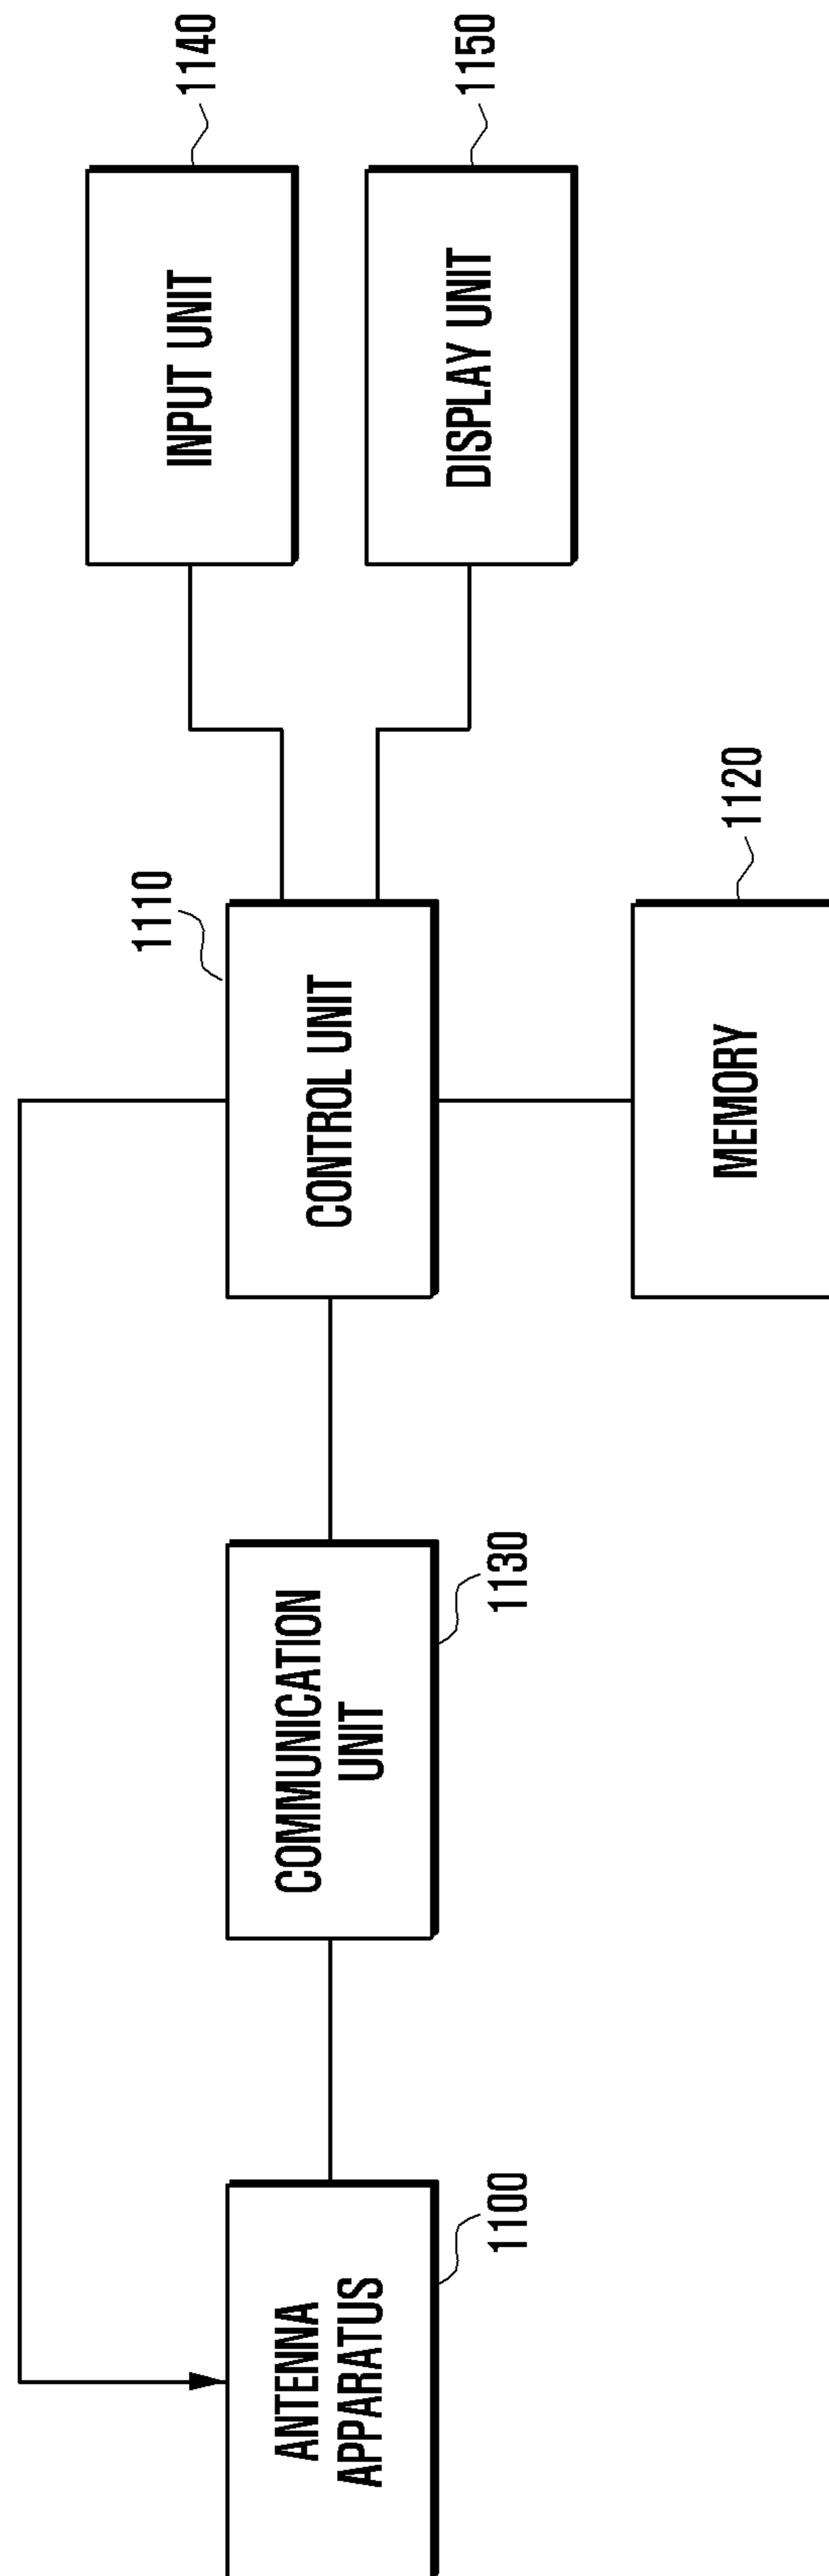 1110
INPUT UNIT
1140
ANTENNA
APPARATUS
COMMUNICATION
UNIT
CONTROL UNIT
DISPLAY UNIT
1150
1100
1130
MEMORY
1120